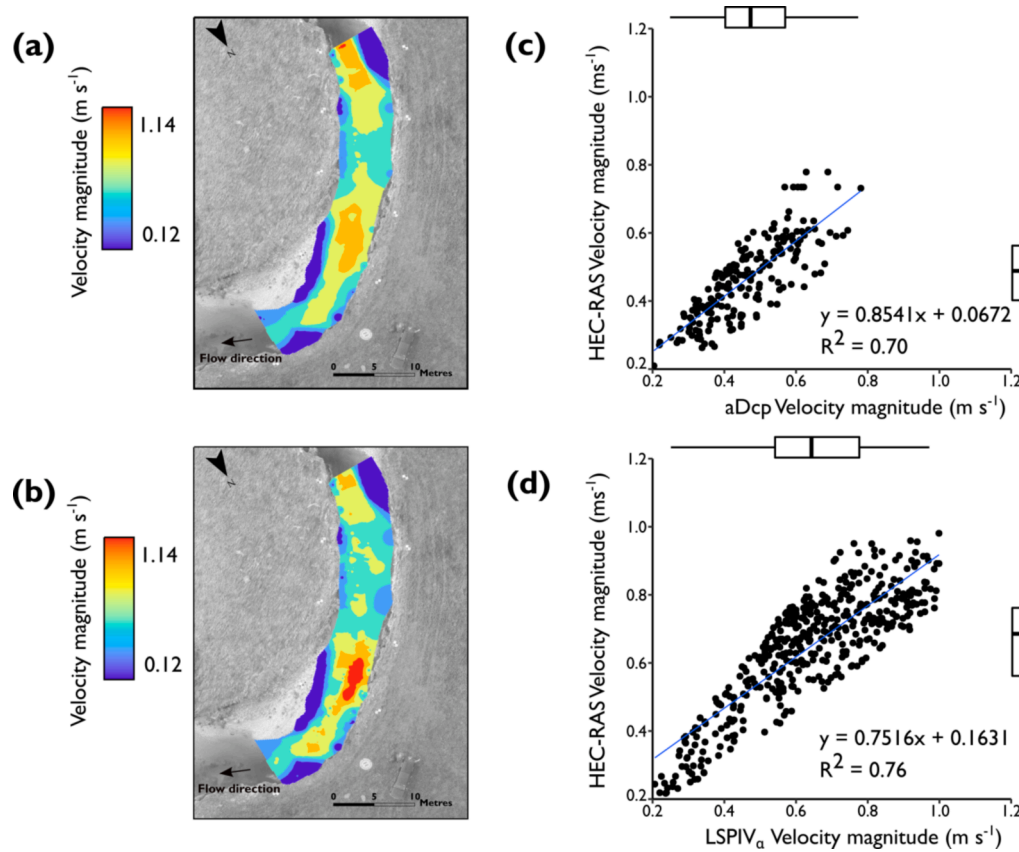 (a)
Velocity magnitude (m s⁻¹)
1.14
0.12
N
Flow direction
0 5 10
Metres
(b)
Velocity magnitude (m s⁻¹)
1.14
0.12
N
Flow direction
0 5 10
Metres
(c)
HEC-RAS Velocity magnitude (ms⁻¹)
1.2
1.0
0.8
0.6
0.4
0.2
y = 0.8541x + 0.0672
R² = 0.70
0.2 0.4 0.6 0.8 1.0 1.2
aDcp Velocity magnitude (m s⁻¹)
(d)
HEC-RAS Velocity magnitude (ms⁻¹)
1.2
1.0
0.8
0.6
0.4
0.2
y = 0.7516x + 0.1631
R² = 0.76
0.2 0.4 0.6 0.8 1.0 1.2
LSPIVα Velocity magnitude (m s⁻¹)